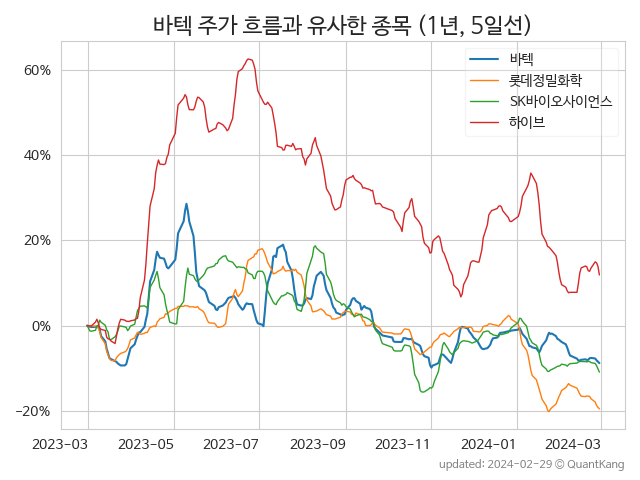 바텍 주가 흐름과 유사한 종목 (1년, 5일선)
바텍
롯데정밀화학
SK바이오사이언스
하이브
60%
40%
20%
0%
−20%
2023−03
2023−05
2023−07
2023−09
2023−11
2024−01
2024−03
updated: 2024−02−29 © QuantKang